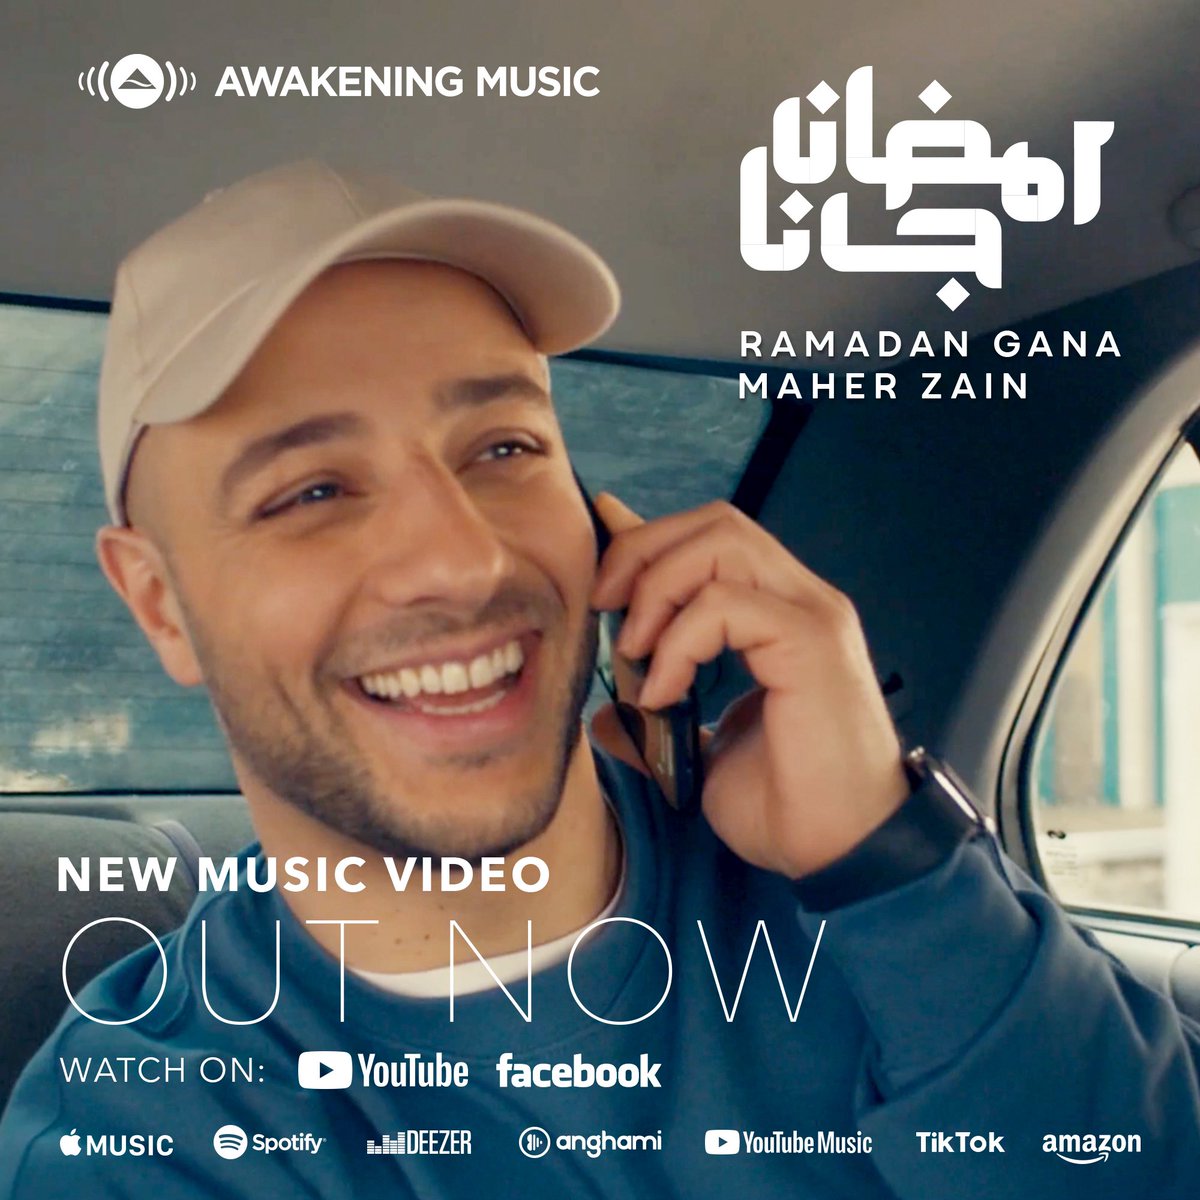 AWAKENING MUSIC
رمضانا
جانا
RAMADAN GANA
MAHER ZAIN
NEW MUSIC VIDEO
OUT NOW
WATCH ON: YouTube facebook
MUSIC Spotify DEEZER anghami YouTube Music TikTok amazon